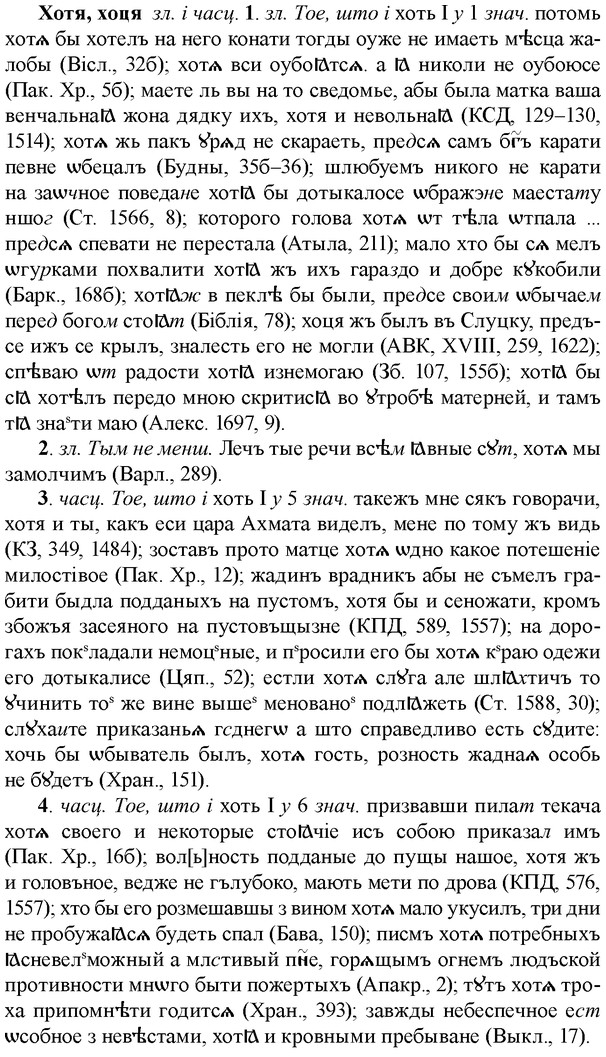 Хотя, хоця зл. і часц. 1. зл. Тое, што і хоть I у 1 знач. потомь
хотѧ бы хотелъ на него конати тогды оуже не имаеть мѣсца жа-
лобы (Вісл., 32б); хотѧ вси оубоꙗтсѧ. а ꙗ николи не оубоюсе
(Пак. Хр., 5б); маете ль вы на то сведомье, абы была матка ваша
венчальнаꙗ жона дядку ихъ, хотя и невольнаꙗ (КСД, 129–130,
1514); хотѧ жь пакъ ꙋрѧд не скараеть, предсѧ самъ бг҃ъ карати
певне ѡбецалъ (Будны, 35б–36); шлюбуемъ никого не карати
на заѡчное поведане хотꙗ бы дотыкалосе ѡбражэне маестату
ншог (Ст. 1566, 8); которого голова хотѧ ѡт тѣла ѡтпала ...
предсѧ спевати не перестала (Атыла, 211); мало хто бы сѧ мелъ
ѡгурками похвалити хотꙗ жъ ихъ гараздо и добре кꙋкобили
(Барк., 168б); хотꙗж в пеклѣ бы были, предсе своим ѡбычаем
перед богом стоꙗт (Біблія, 78); хоця жъ былъ въ Слуцку, предъ-
се ижъ се крылъ, зналесть его не могли (АВК, XVIII, 259, 1622);
спѣваю ѡт радости хотꙗ изнемогаю (Зб. 107, 155б); хотꙗ бы
сꙗ хотѣлъ передо мною скритисꙗ во ꙋтробѣ матерней, и тамъ
тꙗ знаˢти маю (Алекс. 1697, 9).
2. зл. Тым не менш. Лечъ тые речи всѣм ꙗвные сꙋт, хотѧ мы
замолчимъ (Варл., 289).
3. часц. Тое, што і хоть I у 5 знач. такежъ мне сякъ говорачи,
хотя и ты, какъ еси цара Ахмата виделъ, мене по тому жъ видь
(КЗ, 349, 1484); зоставъ прото матце хотѧ ѡдно какое потешеніе
милостівое (Пак. Хр., 12); жадинъ врадникъ абы не съмелъ гра-
бити быдла подданыхъ на пустомъ, хотя бы и сеножати, кромъ
збожъя засеяного на пустовъщызне (КПД, 589, 1557); на доро-
гахъ покˢладали немоцˢные, и пˢросили его бы хотѧ кˢраю одежи
его дотыкалисе (Цяп., 52); естли хотѧ слꙋга але шлꙗхтичъ то
ꙋчинить тоˢ же вине вышеˢ менованоˢ подлꙗжеть (Ст. 1588, 30);
слꙋхаите приказаньѧ гсднегѡ а што справедливо есть сꙋдите:
хочь бы ѡбыватель былъ, хотѧ гость, розность жаднаѧ особь
не бꙋдетъ (Хран., 151).
4. часц. Тое, што і хоть I у 6 знач. призвавши пилат текача
хотѧ своего и некоторые стоꙗчіе исъ собою приказал имъ
(Пак. Хр., 16б); вол[ь]ность подданые до пущы нашое, хотя жъ
и головъное, ведже не гълубоко, мають мети по дрова (КПД, 576,
1557); хто бы его розмешавшы з вином хотѧ мало укусилъ, три дни
не пробужаꙗсѧ будеть спал (Бава, 150); писмъ хотѧ потребныхъ
ꙗсневелˢможный а млстивый пн҃е, горѧщымъ огнемъ людъской
противности мнѡго быти пожертыхъ (Апакр., 2); тꙋтъ хотѧ тро-
ха припомнѣти годитсѧ (Хран., 393); завжды небеспечное ест
ѡсобное з невѣстами, хотꙗ и кровными пребыване (Выкл., 17).